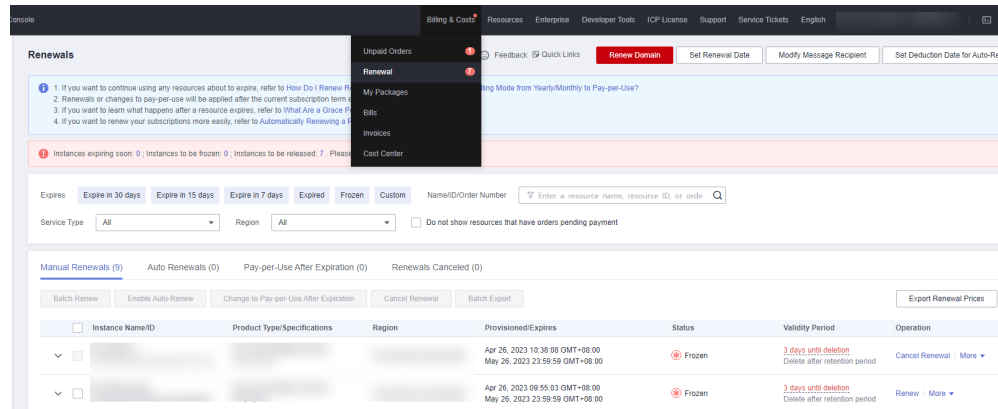 onsole
Billing & Costs Resources Enterprise Developer Tools ICP License Support Service Tickets English
Renewals
Unpaid Orders 1
Renewal 7
My Packages
Bills
Invoices
Cost Center
Feedback Quick Links Renew Domain Set Renewal Date Modify Message Recipient Set Deduction Date for Auto-Re
1. If you want to continue using any resources about to expire, refer to How Do I Renew R
ling Mode from Yearly/Monthly to Pay-per-Use?
2. Renewals or changes to pay-per-use will be applied after the current subscription term e
3. If you want to learn what happens after a resource expires, refer to What Are a Grace P
4. If you want to renew your subscriptions more easily, refer to Automatically Renewing a
Instances expiring soon: 0 ; Instances to be frozen: 0 ; Instances to be released: 7 . Pleas
Expires Expire in 30 days Expire in 15 days Expire in 7 days Expired Frozen Custom Name/ID/Order Number Enter a resource name, resource ID, or orde
Service Type All Region All Do not show resources that have orders pending payment
Manual Renewals (9) Auto Renewals (0) Pay-per-Use After Expiration (0) Renewals Canceled (0)
Batch Renew Enable Auto-Renew Change to Pay-per-Use After Expiration Cancel Renewal Batch Export Export Renewal Prices
Instance Name/ID Product Type/Specifications Region Provisioned/Expires Status Validity Period Operation
Apr 26, 2023 10:38:08 GMT+08:00
May 26, 2023 23:59:59 GMT+08:00
Frozen
3 days until deletion
Delete after retention period
Cancel Renewal More
Apr 26, 2023 09:55:03 GMT+08:00
May 26, 2023 23:59:59 GMT+08:00
Frozen
3 days until deletion
Delete after retention period
Renew More